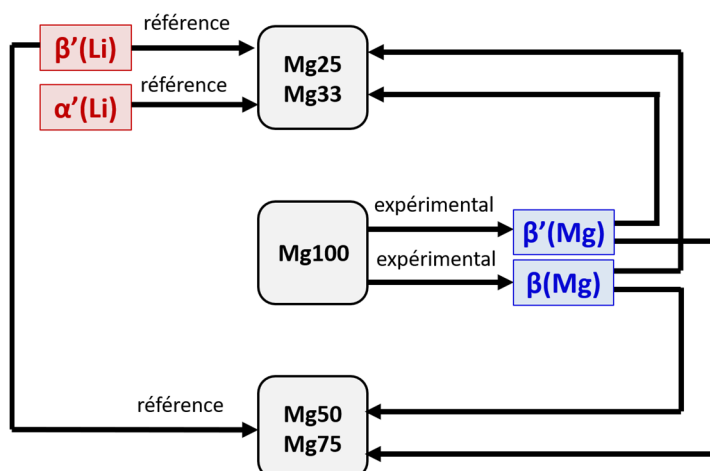 référence
β’(Li)
Mg25
Mg33
référence
α’(Li)
expérimental
β’(Mg)
Mg100
expérimental
β(Mg)
référence
Mg50
Mg75